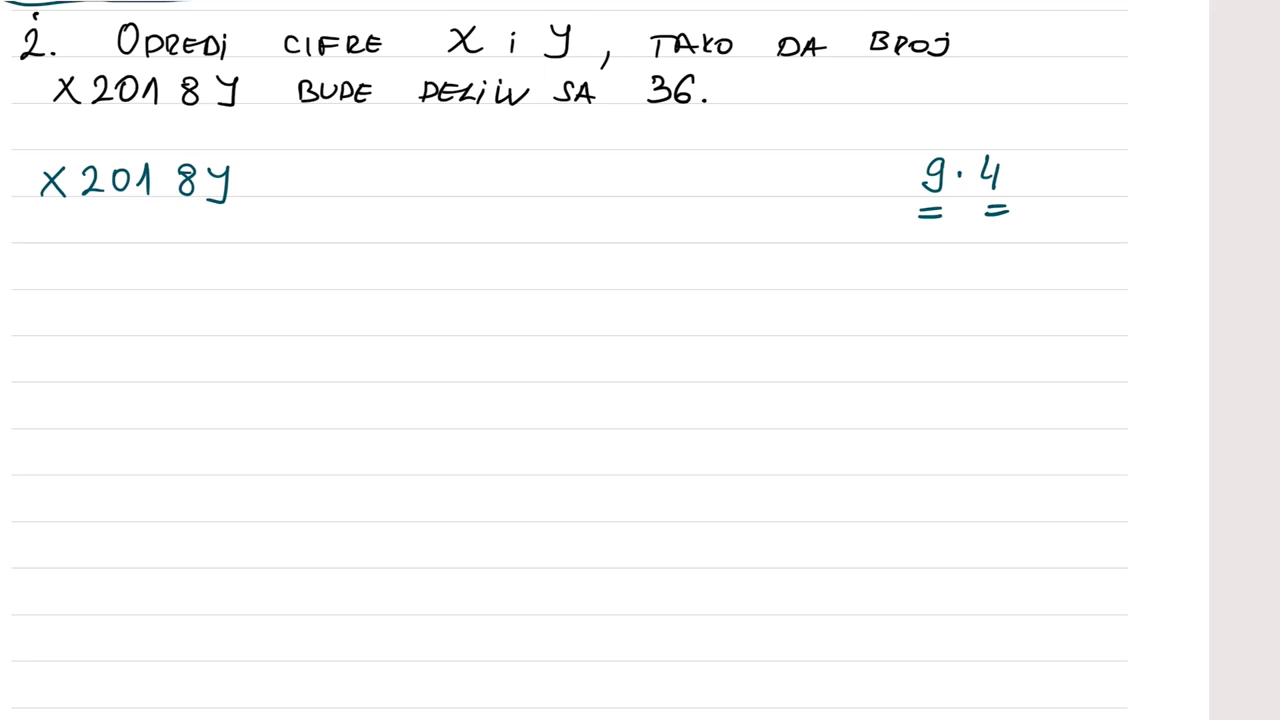 2. ODREDi CIFRE X i Y, TAKO DA BROJ
X2018Y BUDE DELJIV SA 36.
X2018Y 9·4